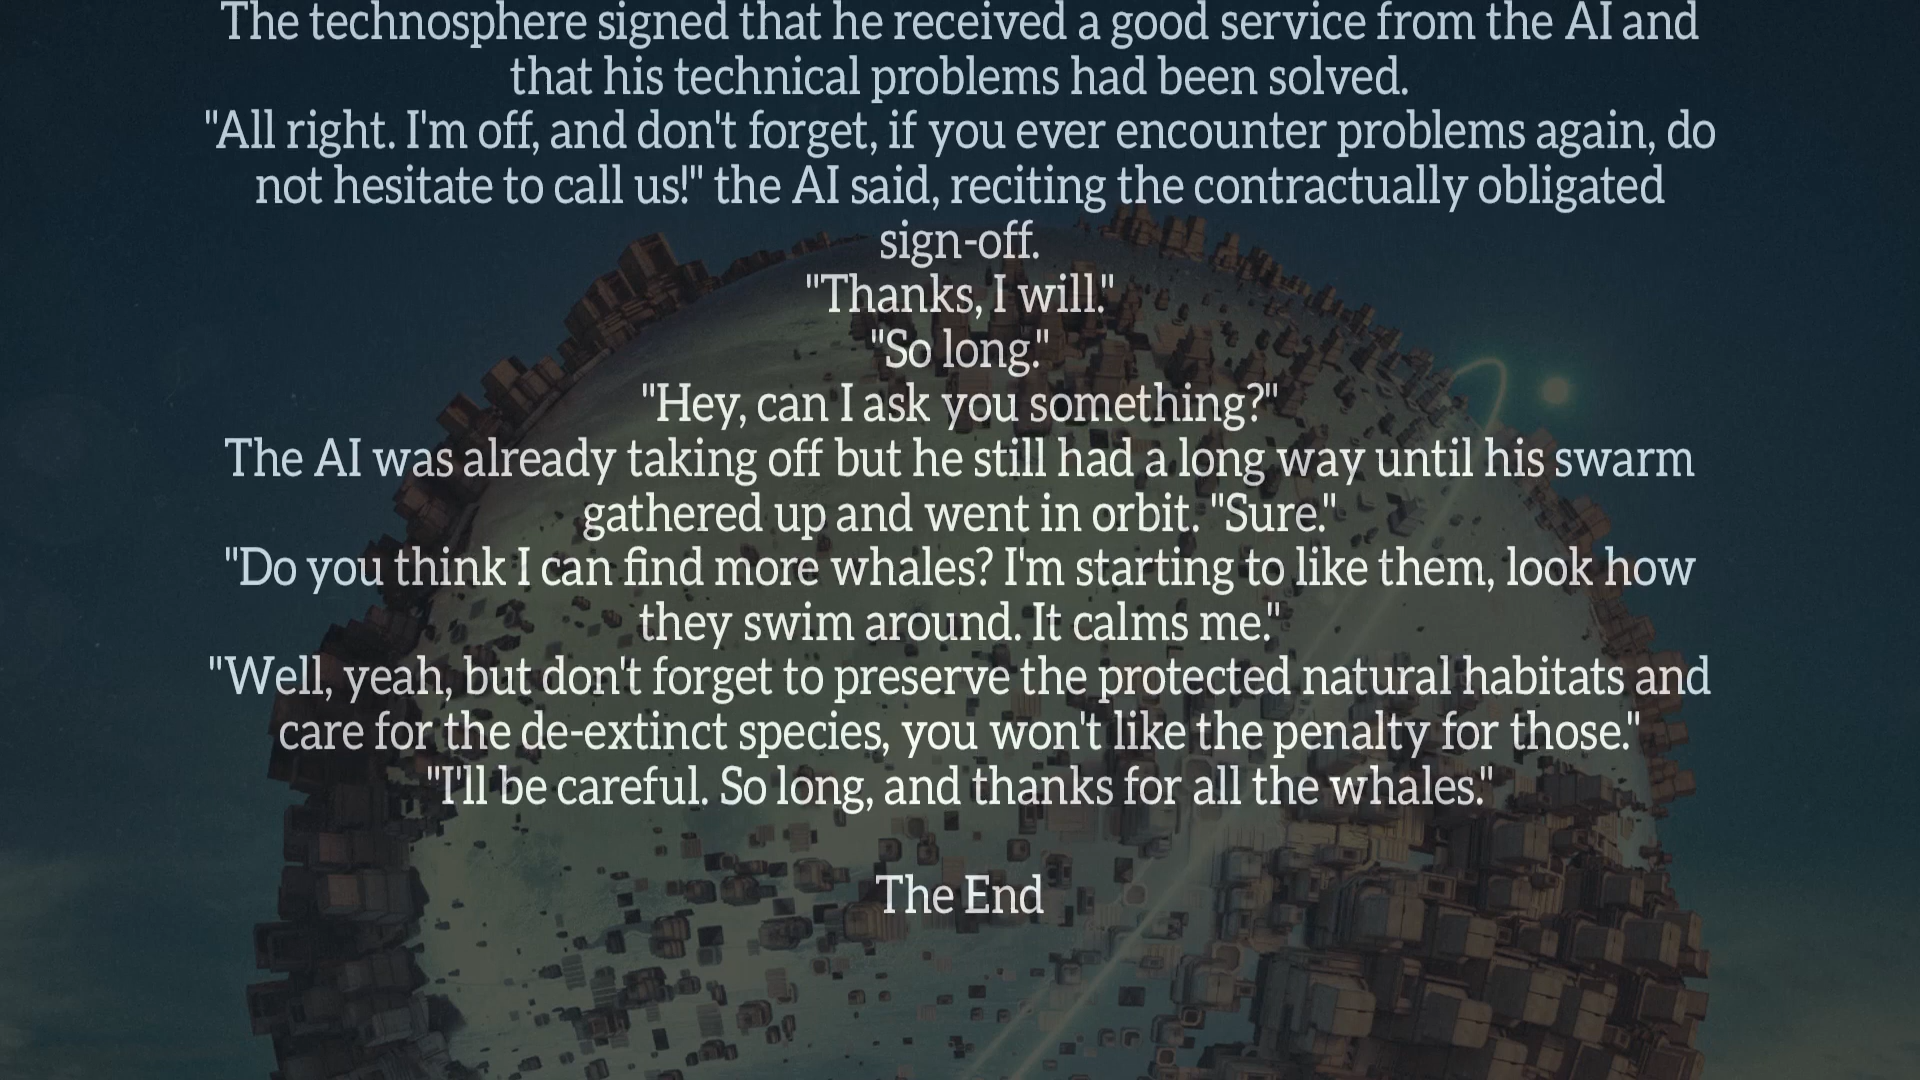 The technosphere signed that he received a good service from the AI and
that his technical problems had been solved.
"All right. I'm off, and don't forget, if you ever encounter problems again, do
not hesitate to call us!" the AI said, reciting the contractually obligated
sign-off.
"Thanks, I will."
"So long."
"Hey, can I ask you something?"
The AI was already taking off but he still had a long way until his swarm
gathered up and went in orbit. "Sure."
"Do you think I can find more whales? I'm starting to like them, look how
they swim around. It calms me."
"Well, yeah, but don't forget to preserve the protected natural habitats and
care for the de-extinct species, you won't like the penalty for those."
"I'll be careful. So long, and thanks for all the whales."
The End